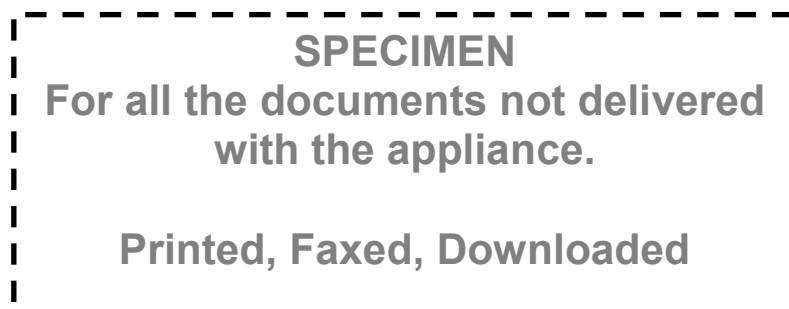 SPECIMEN
For all the documents not delivered
with the appliance.
Printed, Faxed, Downloaded